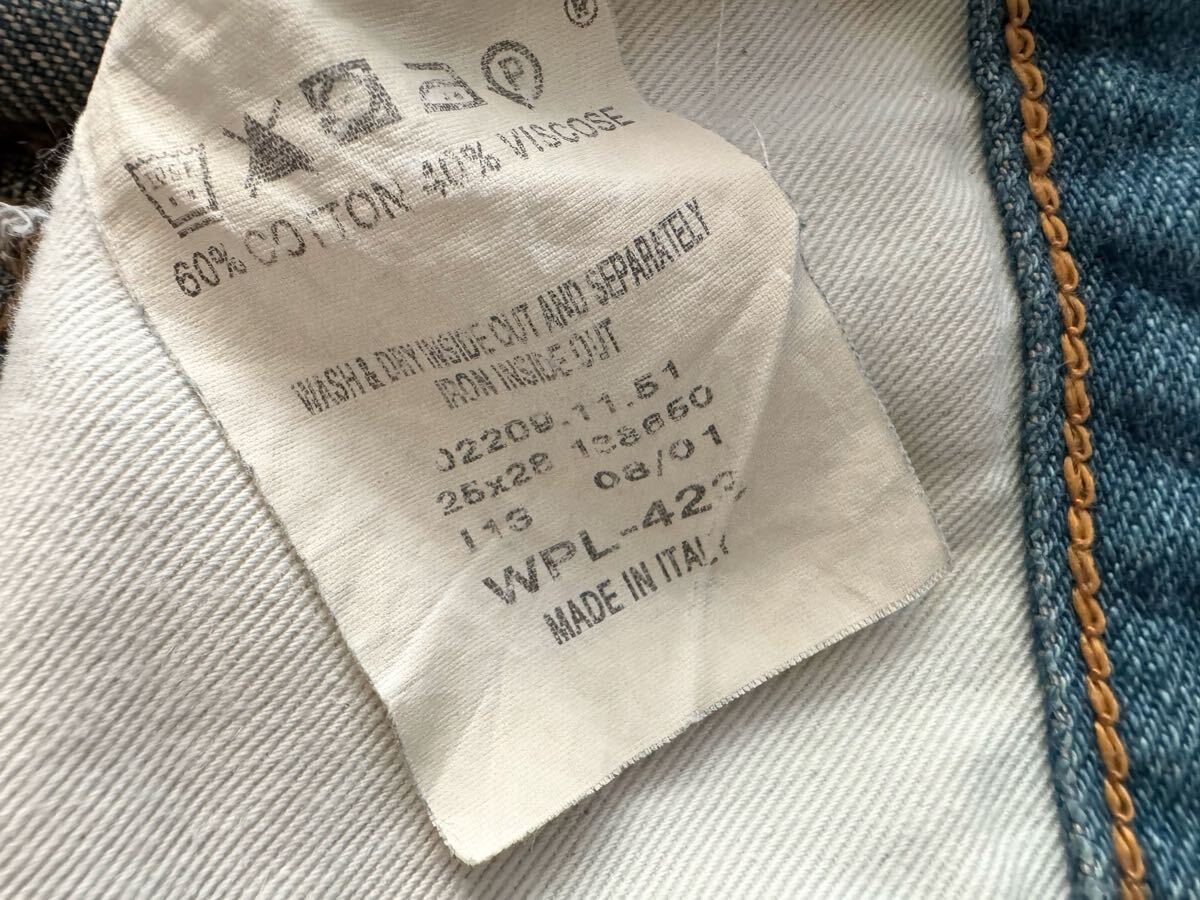 ®
P
60% COTTON 40% VISCOSE
WASH & DRY INSIDE OUT AND SEPARATELY
IRON INSIDE OUT
02209.11.51
25x28 138660
08/01
WPL-423
MADE IN ITALY